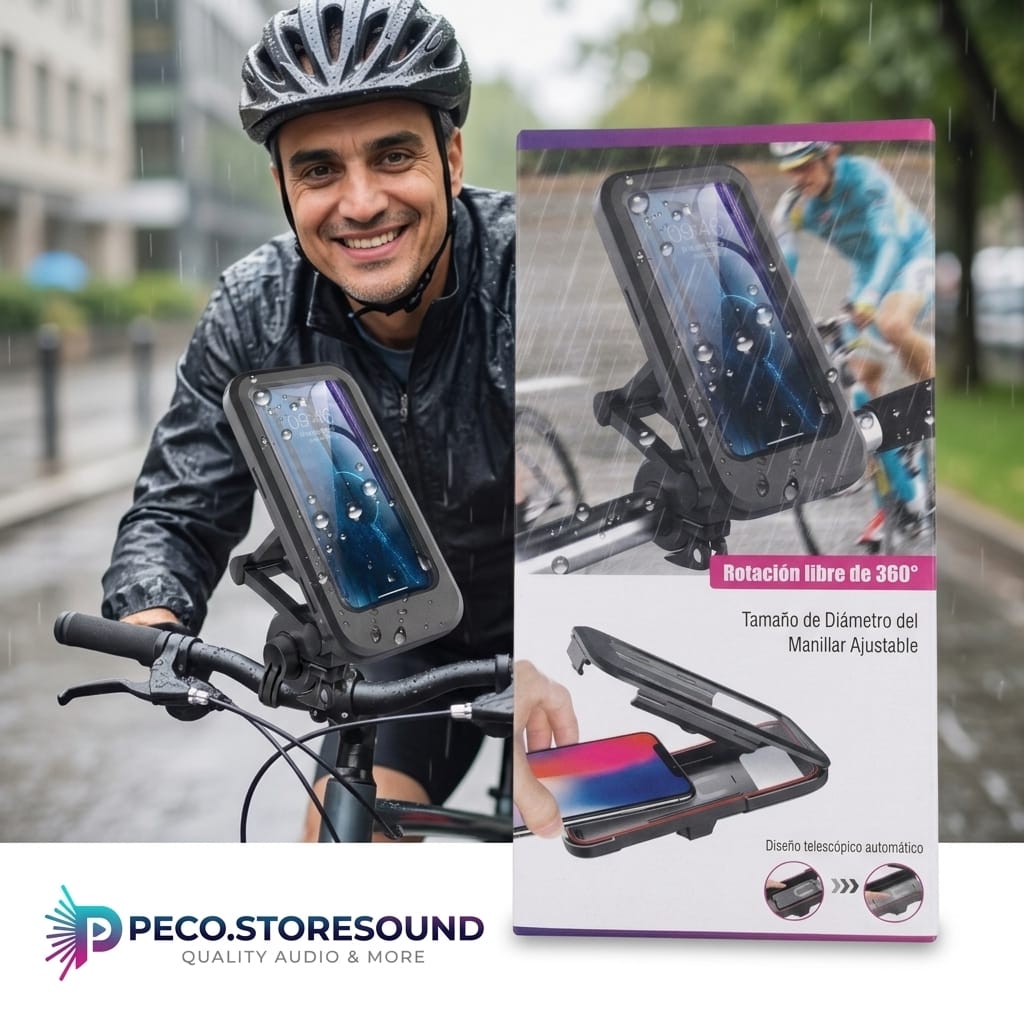 Rotación libre de 360°
Tamaño de Diámetro del
Manillar Ajustable
Diseño telescópico automático
PECO.STORESOUND
QUALITY AUDIO & MORE